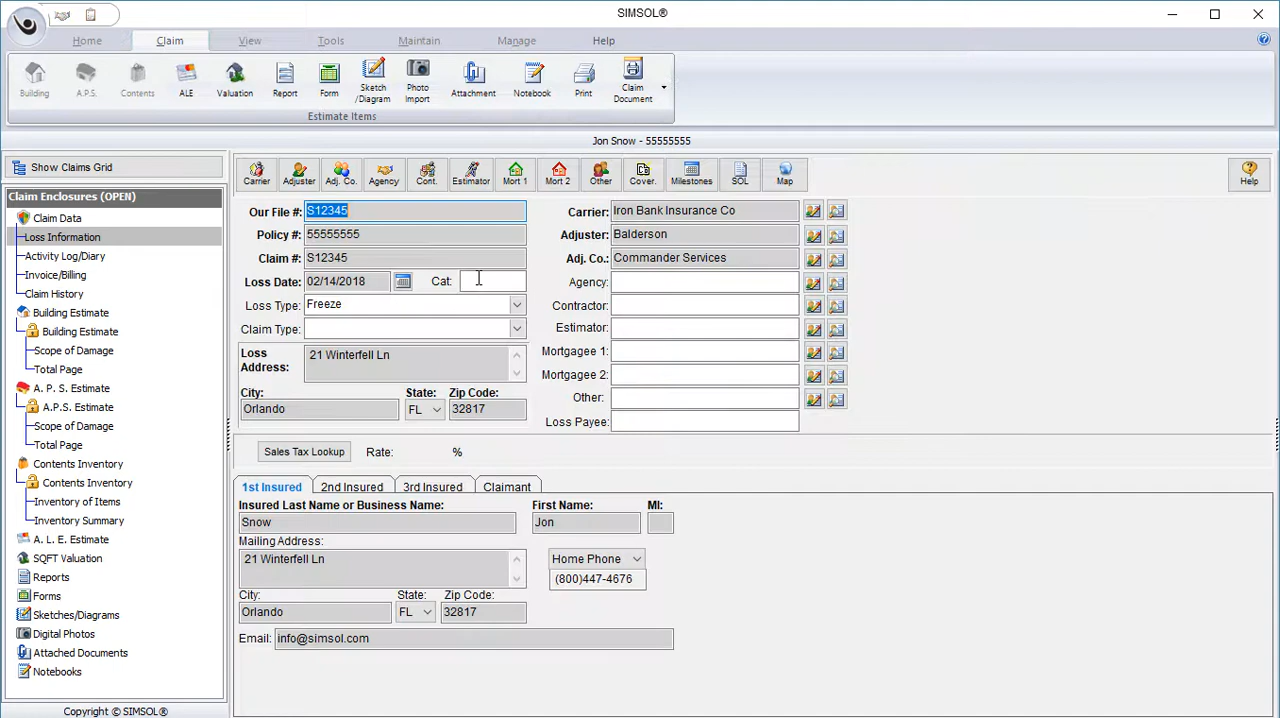 SIMSOL®
Home Claim View Tools Maintain Manage Help
Building A.P.S. Contents ALE Valuation Report Form Sketch /Diagram Photo Import Attachment Notebook Print Claim Document
Estimate Items
Jon Snow - 55555555
Show Claims Grid
Claim Enclosures (OPEN)
Claim Data
Loss Information
Activity Log/Diary
Invoice/Billing
Claim History
Building Estimate
Building Estimate
Scope of Damage
Total Page
A. P. S. Estimate
A.P.S. Estimate
Scope of Damage
Total Page
Contents Inventory
Contents Inventory
Inventory of Items
Inventory Summary
A. L. E. Estimate
SQFT Valuation
Reports
Forms
Sketches/Diagrams
Digital Photos
Attached Documents
Notebooks
Copyright © SIMSOL®
Carrier Adjuster Adj. Co. Agency Cont. Estimator Mort 1 Mort 2 Other Cover. Milestones SOL Map Help
Our File #: S12345
Policy #: 55555555
Claim #: S12345
Loss Date: 02/14/2018 Cat:
Loss Type: Freeze
Claim Type:
Loss Address: 21 Winterfell Ln
City: State: Zip Code:
Orlando FL 32817
Carrier: Iron Bank Insurance Co
Adjuster: Balderson
Adj. Co.: Commander Services
Agency:
Contractor:
Estimator:
Mortgagee 1:
Mortgagee 2:
Other:
Loss Payee:
Sales Tax Lookup Rate: %
1st Insured 2nd Insured 3rd Insured Claimant
Insured Last Name or Business Name: First Name: MI:
Snow Jon
Mailing Address:
21 Winterfell Ln
Home Phone
(800)447-4676
City: State: Zip Code:
Orlando FL 32817
Email: info@simsol.com